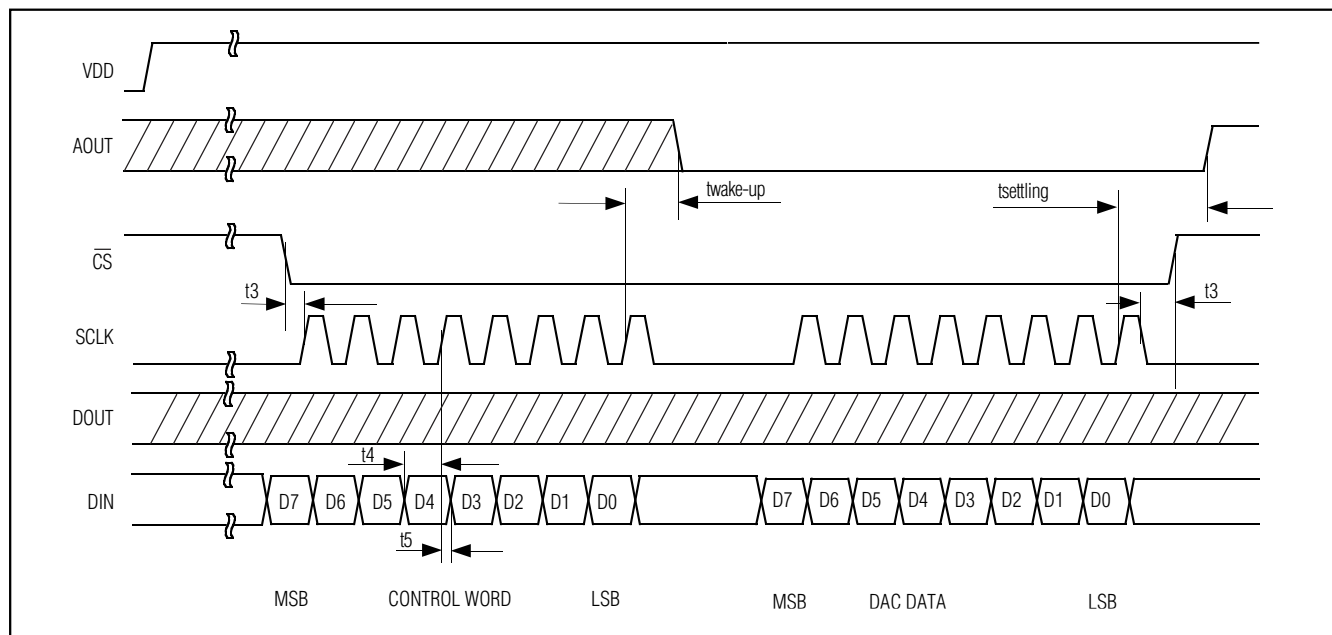 VDD
AOUT
twake-up
tsettling
CS
t3
t3
SCLK
DOUT
t4
DIN
D7 D6 D5 D4 D3 D2 D1 D0
D7 D6 D5 D4 D3 D2 D1 D0
t5
MSB CONTROL WORD LSB
MSB DAC DATA LSB